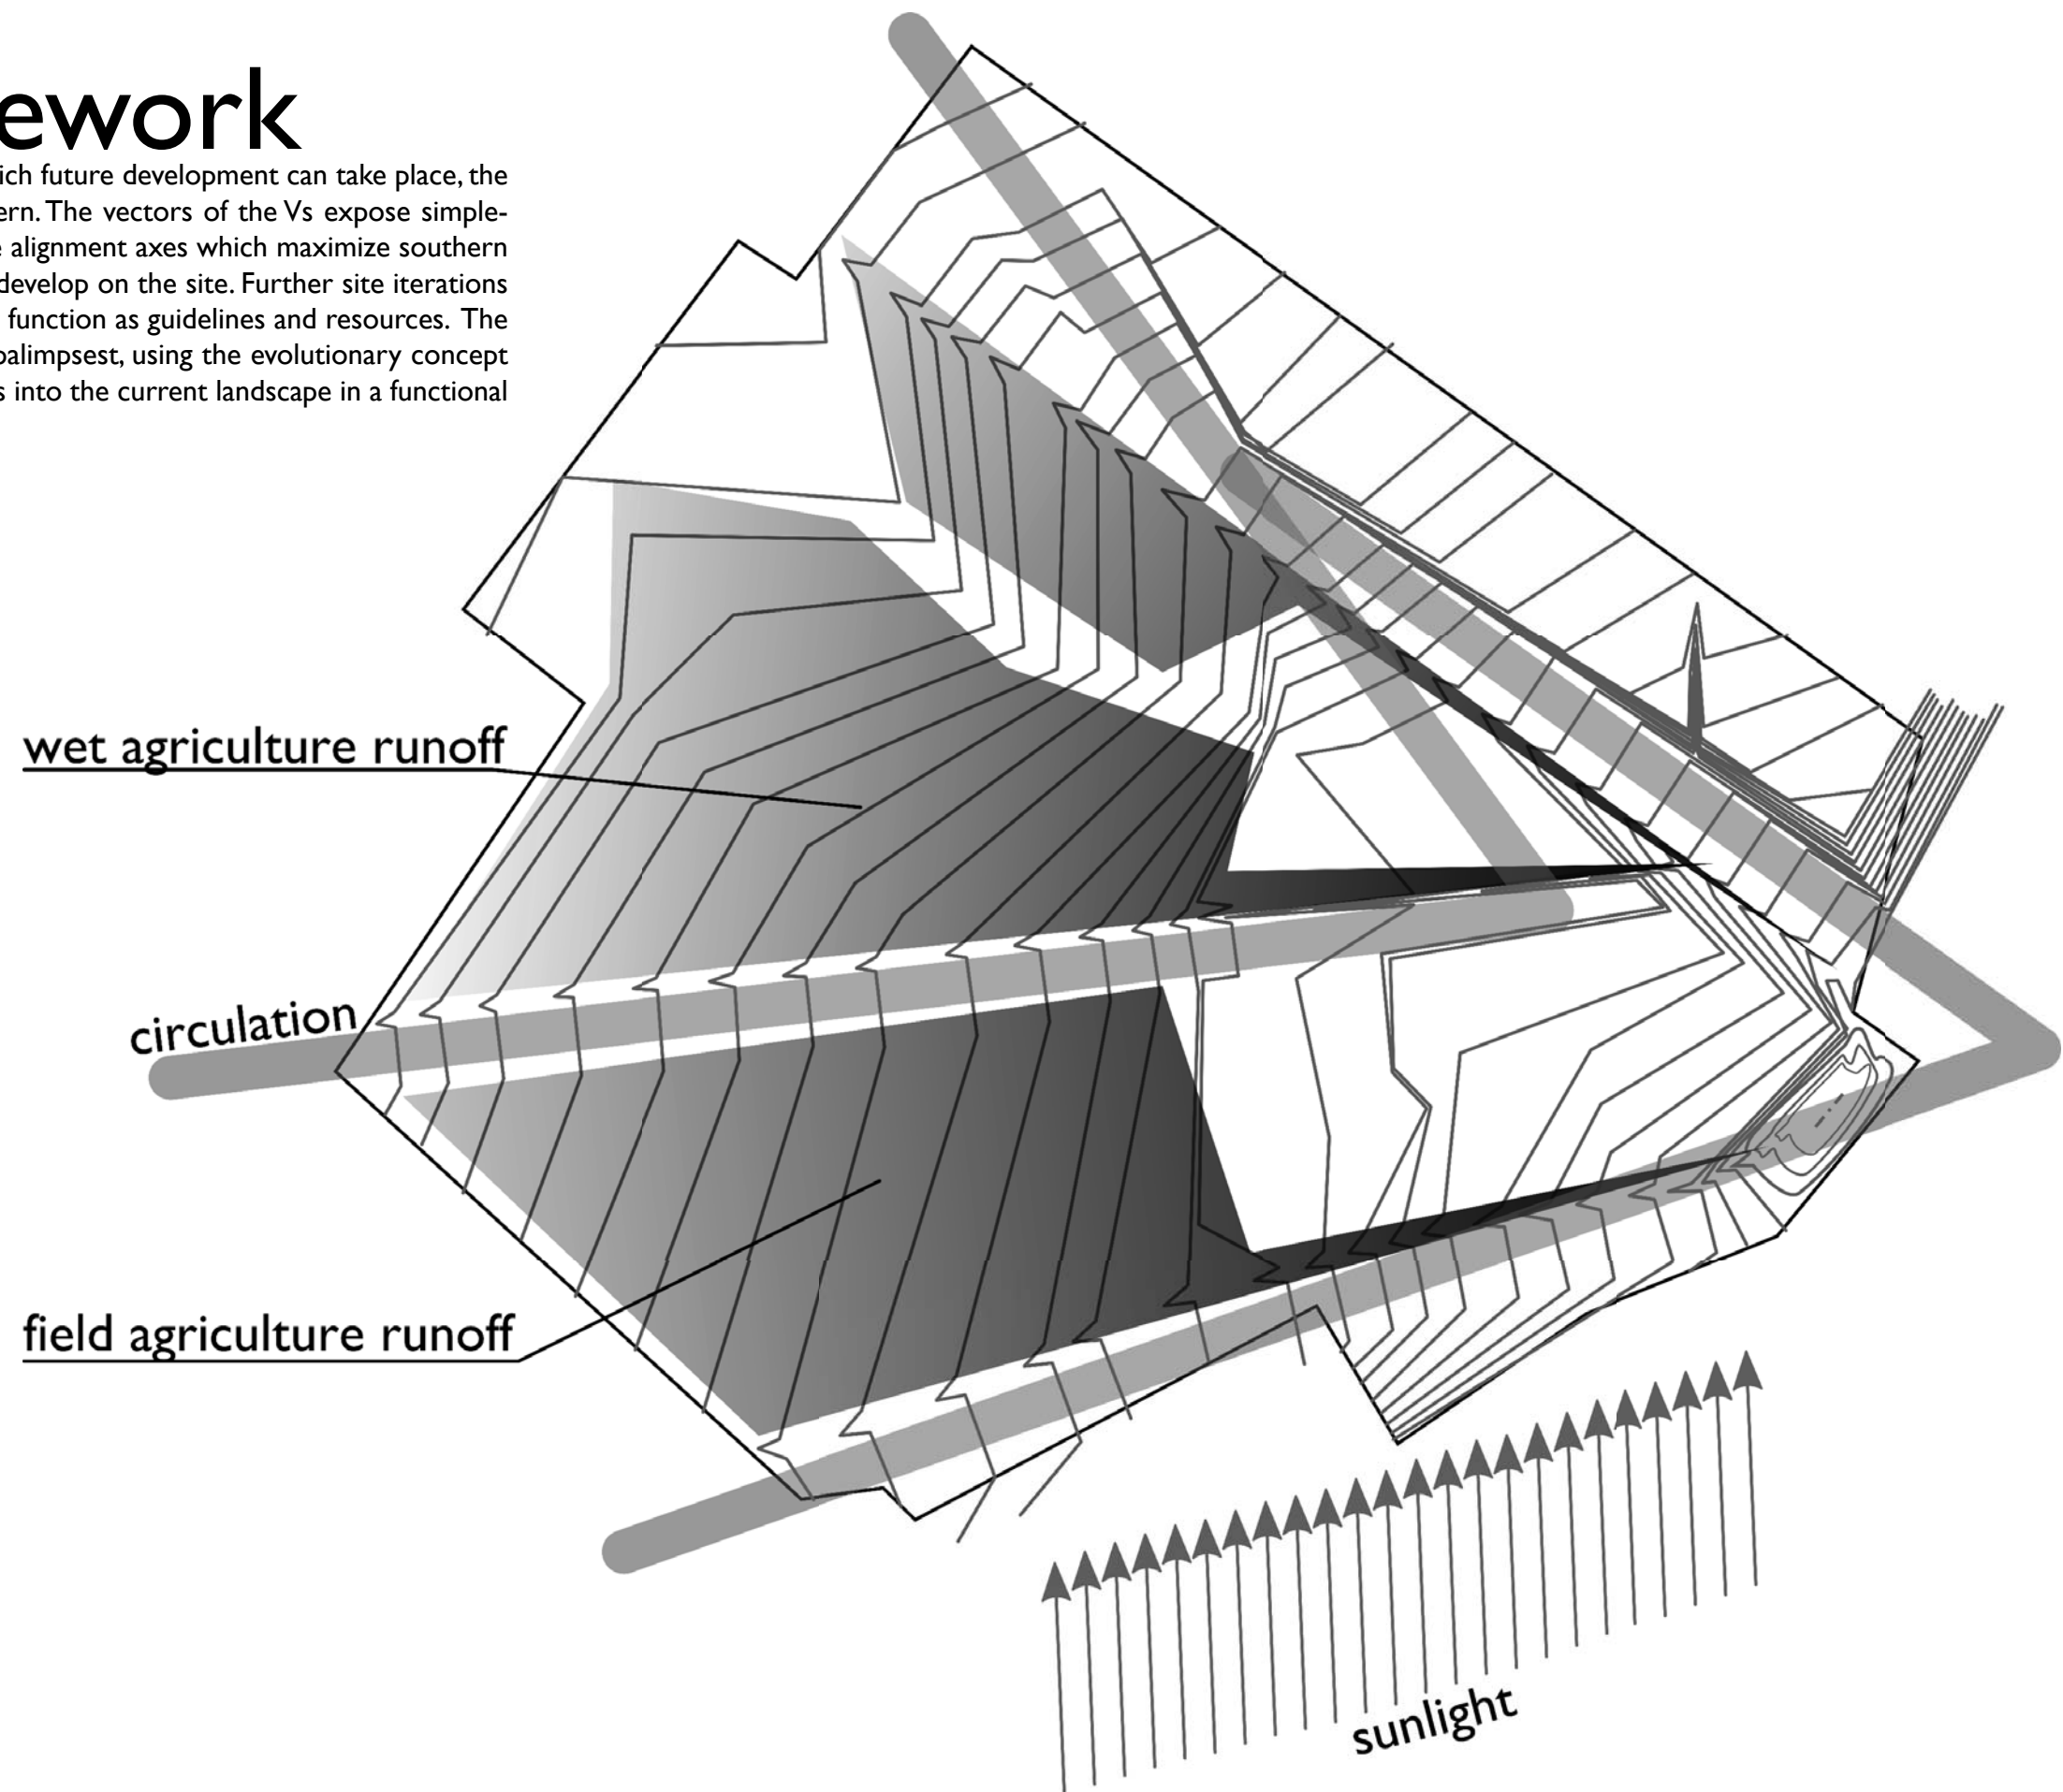 ework
ich future development can take place, the
ern. The vectors of the Vs expose simple-
e alignment axes which maximize southern
develop on the site. Further site iterations
function as guidelines and resources. The
palimpsest, using the evolutionary concept
s into the current landscape in a functional
wet agriculture runoff
circulation
field agriculture runoff
sunlight